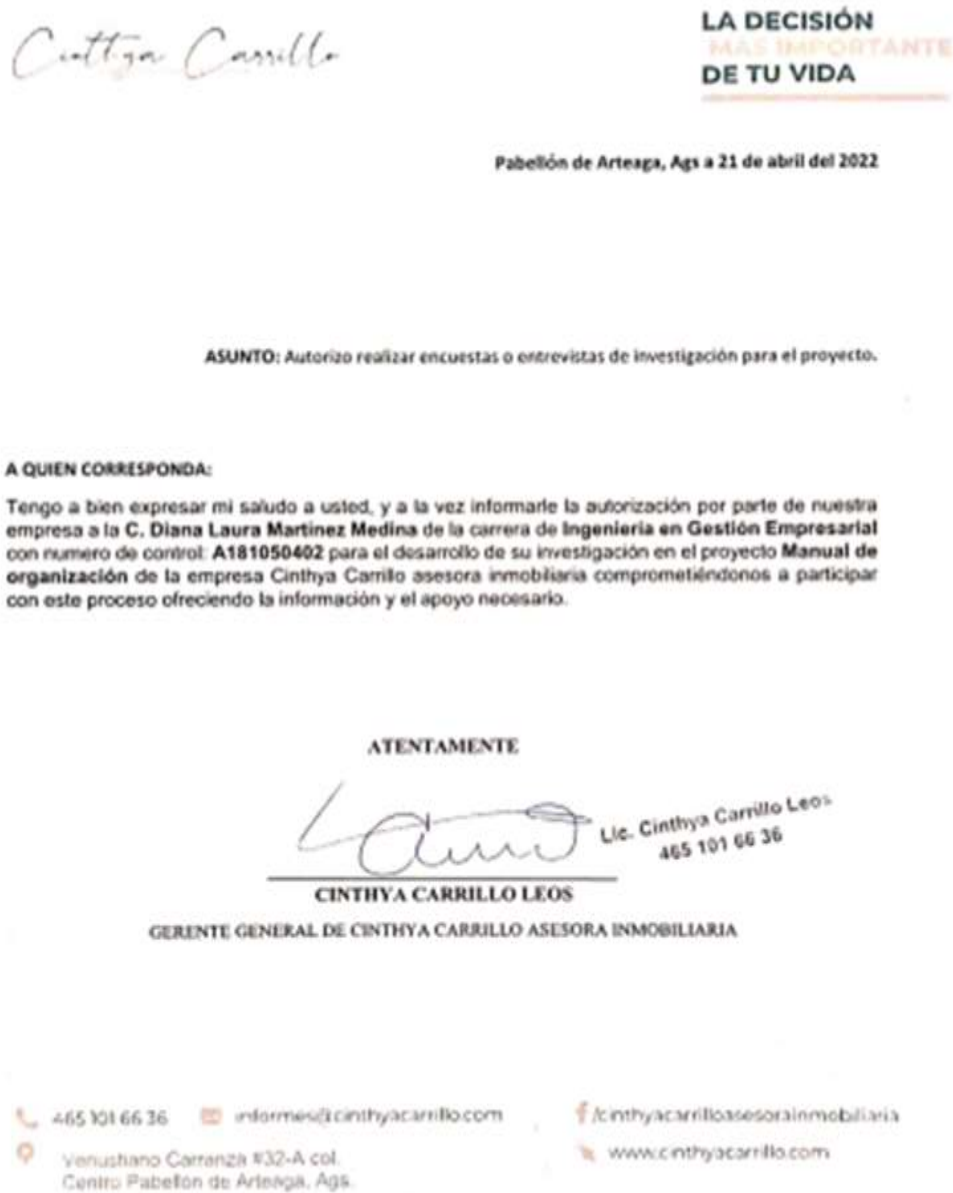 Cinthya Carrillo
LA DECISIÓN
MÁS IMPORTANTE
DE TU VIDA
Pabellón de Arteaga, Ags a 21 de abril del 2022
ASUNTO: Autorizo realizar encuestas o entrevistas de investigación para el proyecto.
A QUIEN CORRESPONDA:
Tengo a bien expresar mi saludo a usted, y a la vez informarle la autorización por parte de nuestra
empresa a la C. Diana Laura Martinez Medina de la carrera de Ingenieria en Gestión Empresarial
con numero de control: A181050402 para el desarrollo de su investigación en el proyecto Manual de
organización de la empresa Cinthya Carrillo asesora inmobiliaria comprometiéndonos a participar
con este proceso ofreciendo la información y el apoyo necesario.
ATENTAMENTE
Lic. Cinthya Carrillo Leos
465 101 66 36
CINTHYA CARRILLO LEOS
GERENTE GENERAL DE CINTHYA CARRILLO ASESORA INMOBILIARIA
465 101 66 36 informes@cinthyacarrillo.com /cinthyacarrilloasesorainmobiliaria
Venustiano Carranza #32-A col. www.cinthyacarrillo.com
Centro Pabellón de Arteaga, Ags.